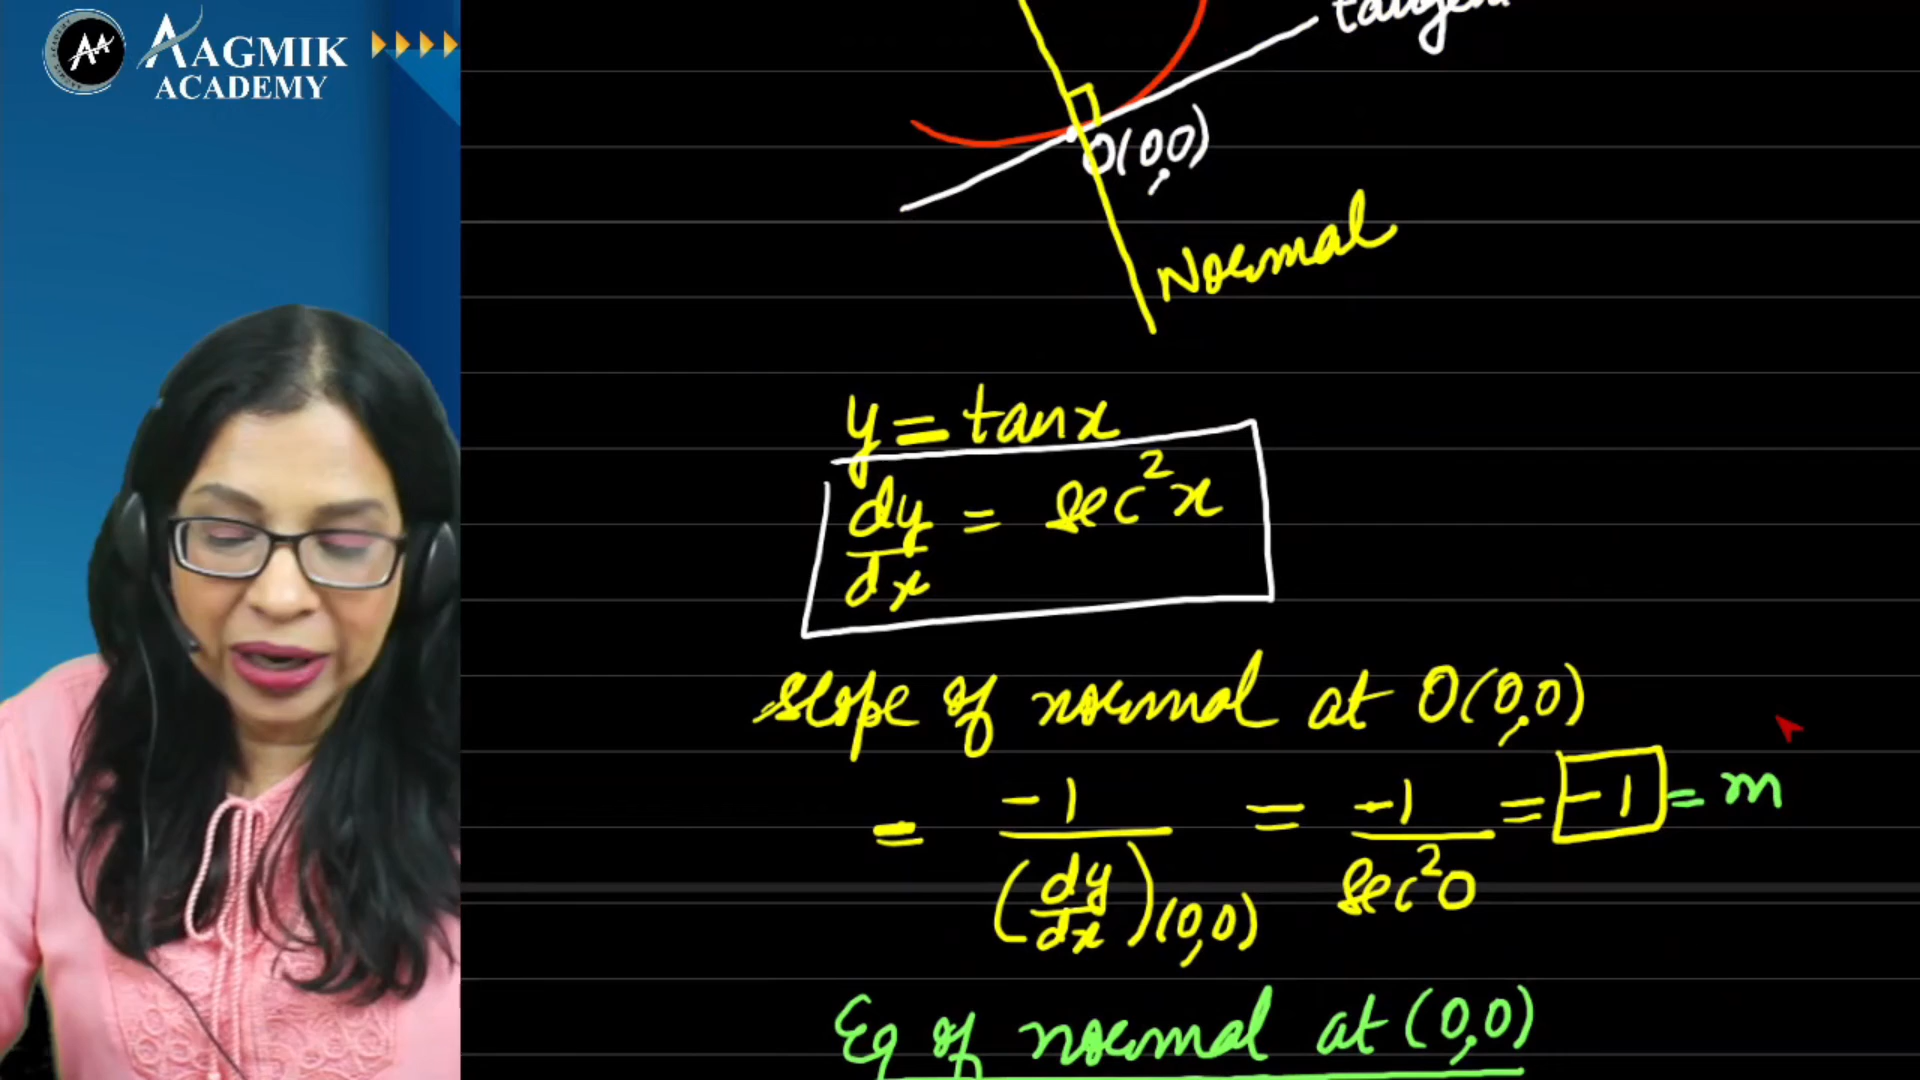 AAGMIK
ACADEMY
tangent
O(0,0)
Normal
y = tanx
dy/dx = sec²x
slope of normal at O(0,0)
= -1/(dy/dx)(0,0) = -1/sec²0 = -1 = m
Eq of normal at (0,0)